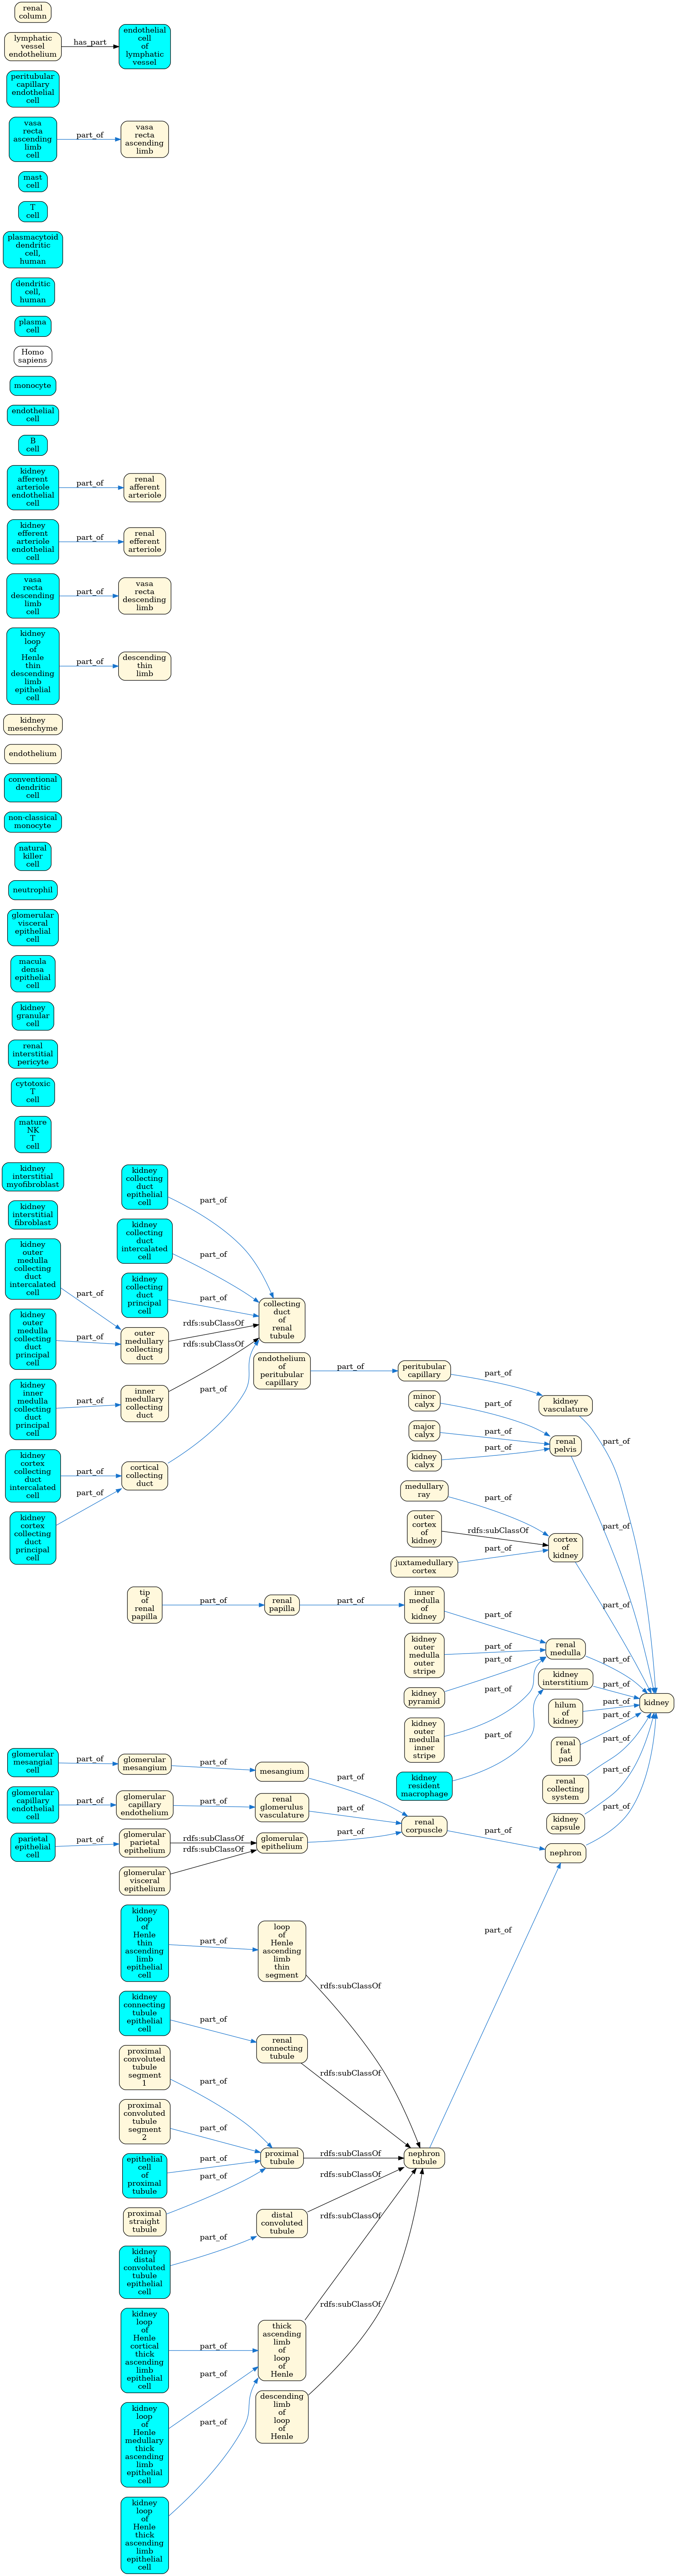 renal
column
lymphatic
vessel
endothelium
has_part
endothelial
cell
of
lymphatic
vessel
peritubular
capillary
endothelial
cell
vasa
recta
ascending
limb
cell
part_of
vasa
recta
ascending
limb
mast
cell
T
cell
plasmacytoid
dendritic
cell,
human
dendritic
cell,
human
plasma
cell
Homo
sapiens
monocyte
endothelial
cell
B
cell
kidney
afferent
arteriole
endothelial
cell
part_of
renal
afferent
arteriole
kidney
efferent
arteriole
endothelial
cell
part_of
renal
efferent
arteriole
vasa
recta
descending
limb
cell
part_of
vasa
recta
descending
limb
kidney
loop
of
Henle
thin
descending
limb
epithelial
cell
part_of
descending
thin
limb
kidney
mesenchyme
endothelium
conventional
dendritic
cell
non-classical
monocyte
natural
killer
cell
neutrophil
glomerular
visceral
epithelial
cell
macula
densa
epithelial
cell
kidney
granular
cell
renal
interstitial
pericyte
cytotoxic
T
cell
mature
NK
T
cell
kidney
interstitial
myofibroblast
kidney
interstitial
fibroblast
kidney
outer
medulla
collecting
duct
intercalated
cell
part_of
kidney
outer
medulla
collecting
duct
principal
cell
part_of
kidney
inner
medulla
collecting
duct
principal
cell
part_of
kidney
cortex
collecting
duct
intercalated
cell
part_of
kidney
cortex
collecting
duct
principal
cell
part_of
kidney
collecting
duct
epithelial
cell
part_of
kidney
collecting
duct
intercalated
cell
part_of
kidney
collecting
duct
principal
cell
part_of
outer
medullary
collecting
duct
rdfs:subClassOf
inner
medullary
collecting
duct
rdfs:subClassOf
cortical
collecting
duct
part_of
collecting
duct
of
renal
tubule
endothelium
of
peritubular
capillary
part_of
peritubular
capillary
part_of
kidney
vasculature
part_of
minor
calyx
part_of
major
calyx
part_of
kidney
calyx
part_of
renal
pelvis
part_of
medullary
ray
part_of
outer
cortex
of
kidney
rdfs:subClassOf
juxtamedullary
cortex
part_of
cortex
of
kidney
part_of
tip
of
renal
papilla
part_of
renal
papilla
part_of
inner
medulla
of
kidney
part_of
kidney
outer
medulla
outer
stripe
part_of
kidney
pyramid
part_of
kidney
outer
medulla
inner
stripe
part_of
renal
medulla
part_of
kidney
resident
macrophage
part_of
kidney
interstitium
part_of
hilum
of
kidney
part_of
renal
fat
pad
part_of
renal
collecting
system
part_of
kidney
capsule
part_of
kidney
glomerular
mesangial
cell
part_of
glomerular
mesangium
part_of
mesangium
part_of
glomerular
capillary
endothelial
cell
part_of
glomerular
capillary
endothelium
part_of
renal
glomerulus
vasculature
part_of
parietal
epithelial
cell
part_of
glomerular
parietal
epithelium
rdfs:subClassOf
glomerular
visceral
epithelium
rdfs:subClassOf
glomerular
epithelium
part_of
renal
corpuscle
part_of
nephron
part_of
kidney
loop
of
Henle
thin
ascending
limb
epithelial
cell
part_of
loop
of
Henle
ascending
limb
thin
segment
rdfs:subClassOf
kidney
connecting
tubule
epithelial
cell
part_of
renal
connecting
tubule
rdfs:subClassOf
proximal
convoluted
tubule
segment
1
part_of
proximal
convoluted
tubule
segment
2
part_of
epithelial
cell
of
proximal
tubule
part_of
proximal
straight
tubule
part_of
proximal
tubule
rdfs:subClassOf
nephron
tubule
part_of
kidney
distal
convoluted
tubule
epithelial
cell
part_of
distal
convoluted
tubule
rdfs:subClassOf
kidney
loop
of
Henle
cortical
thick
ascending
limb
epithelial
cell
part_of
kidney
loop
of
Henle
medullary
thick
ascending
limb
epithelial
cell
part_of
kidney
loop
of
Henle
thick
ascending
limb
epithelial
cell
part_of
thick
ascending
limb
of
loop
of
Henle
rdfs:subClassOf
descending
limb
of
loop
of
Henle
rdfs:subClassOf